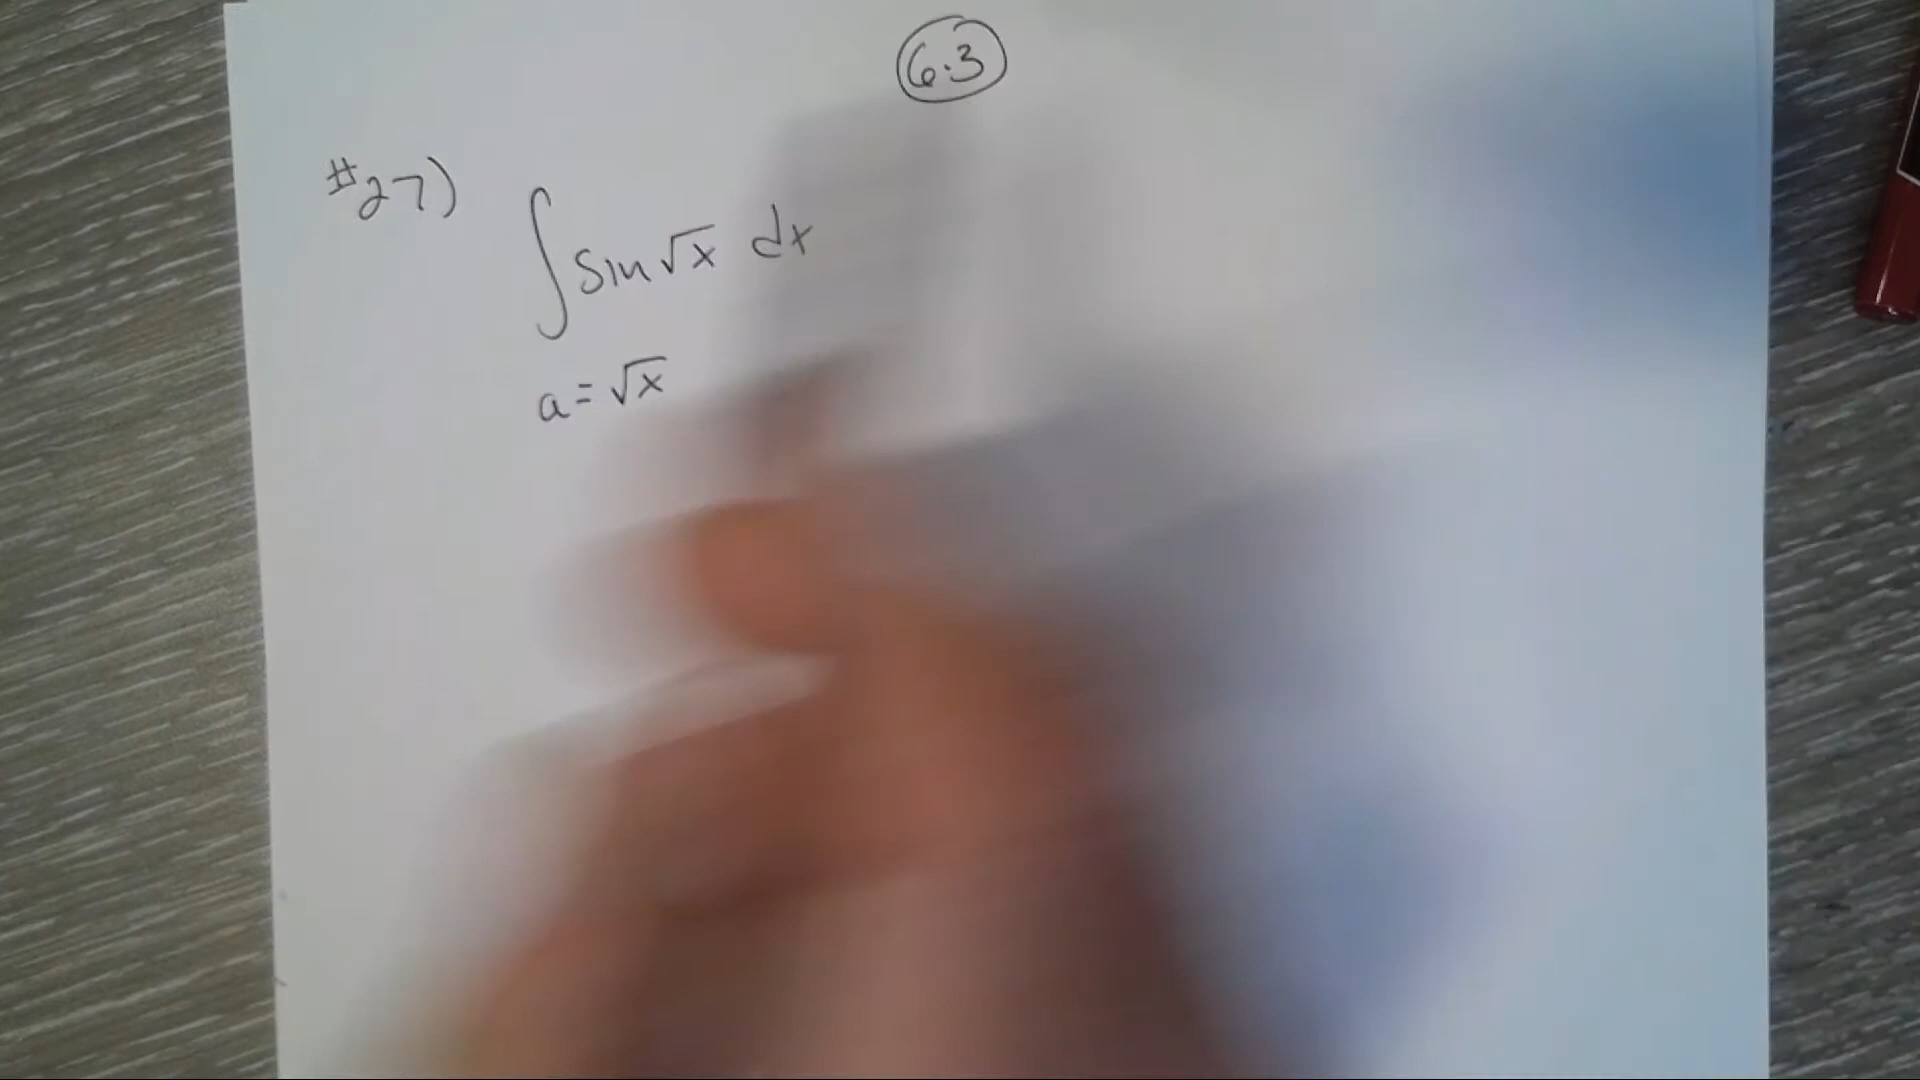 6.3
#27) ∫ sin √x dx
a = √x